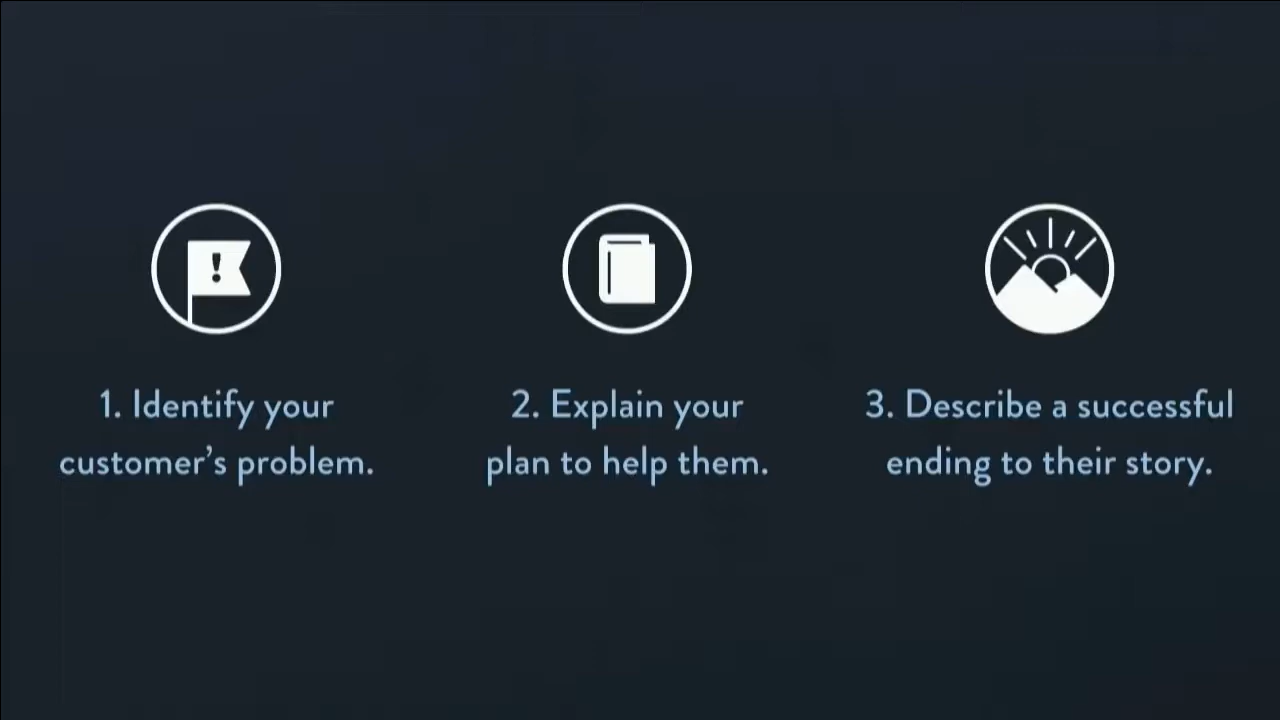 1. Identify your
customer’s problem.
2. Explain your
plan to help them.
3. Describe a successful
ending to their story.